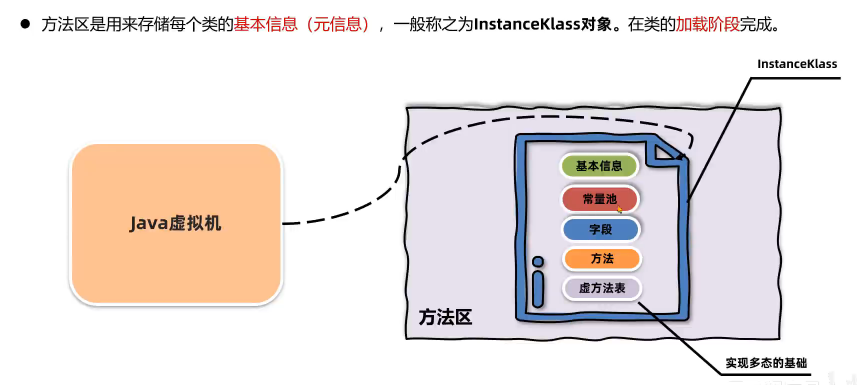 ● 方法区是用来存储每个类的基本信息（元信息），一般称之为InstanceKlass对象。在类的加载阶段完成。
InstanceKlass
基本信息
常量池
Java虚拟机
字段
方法
虚方法表
方法区
实现多态的基础